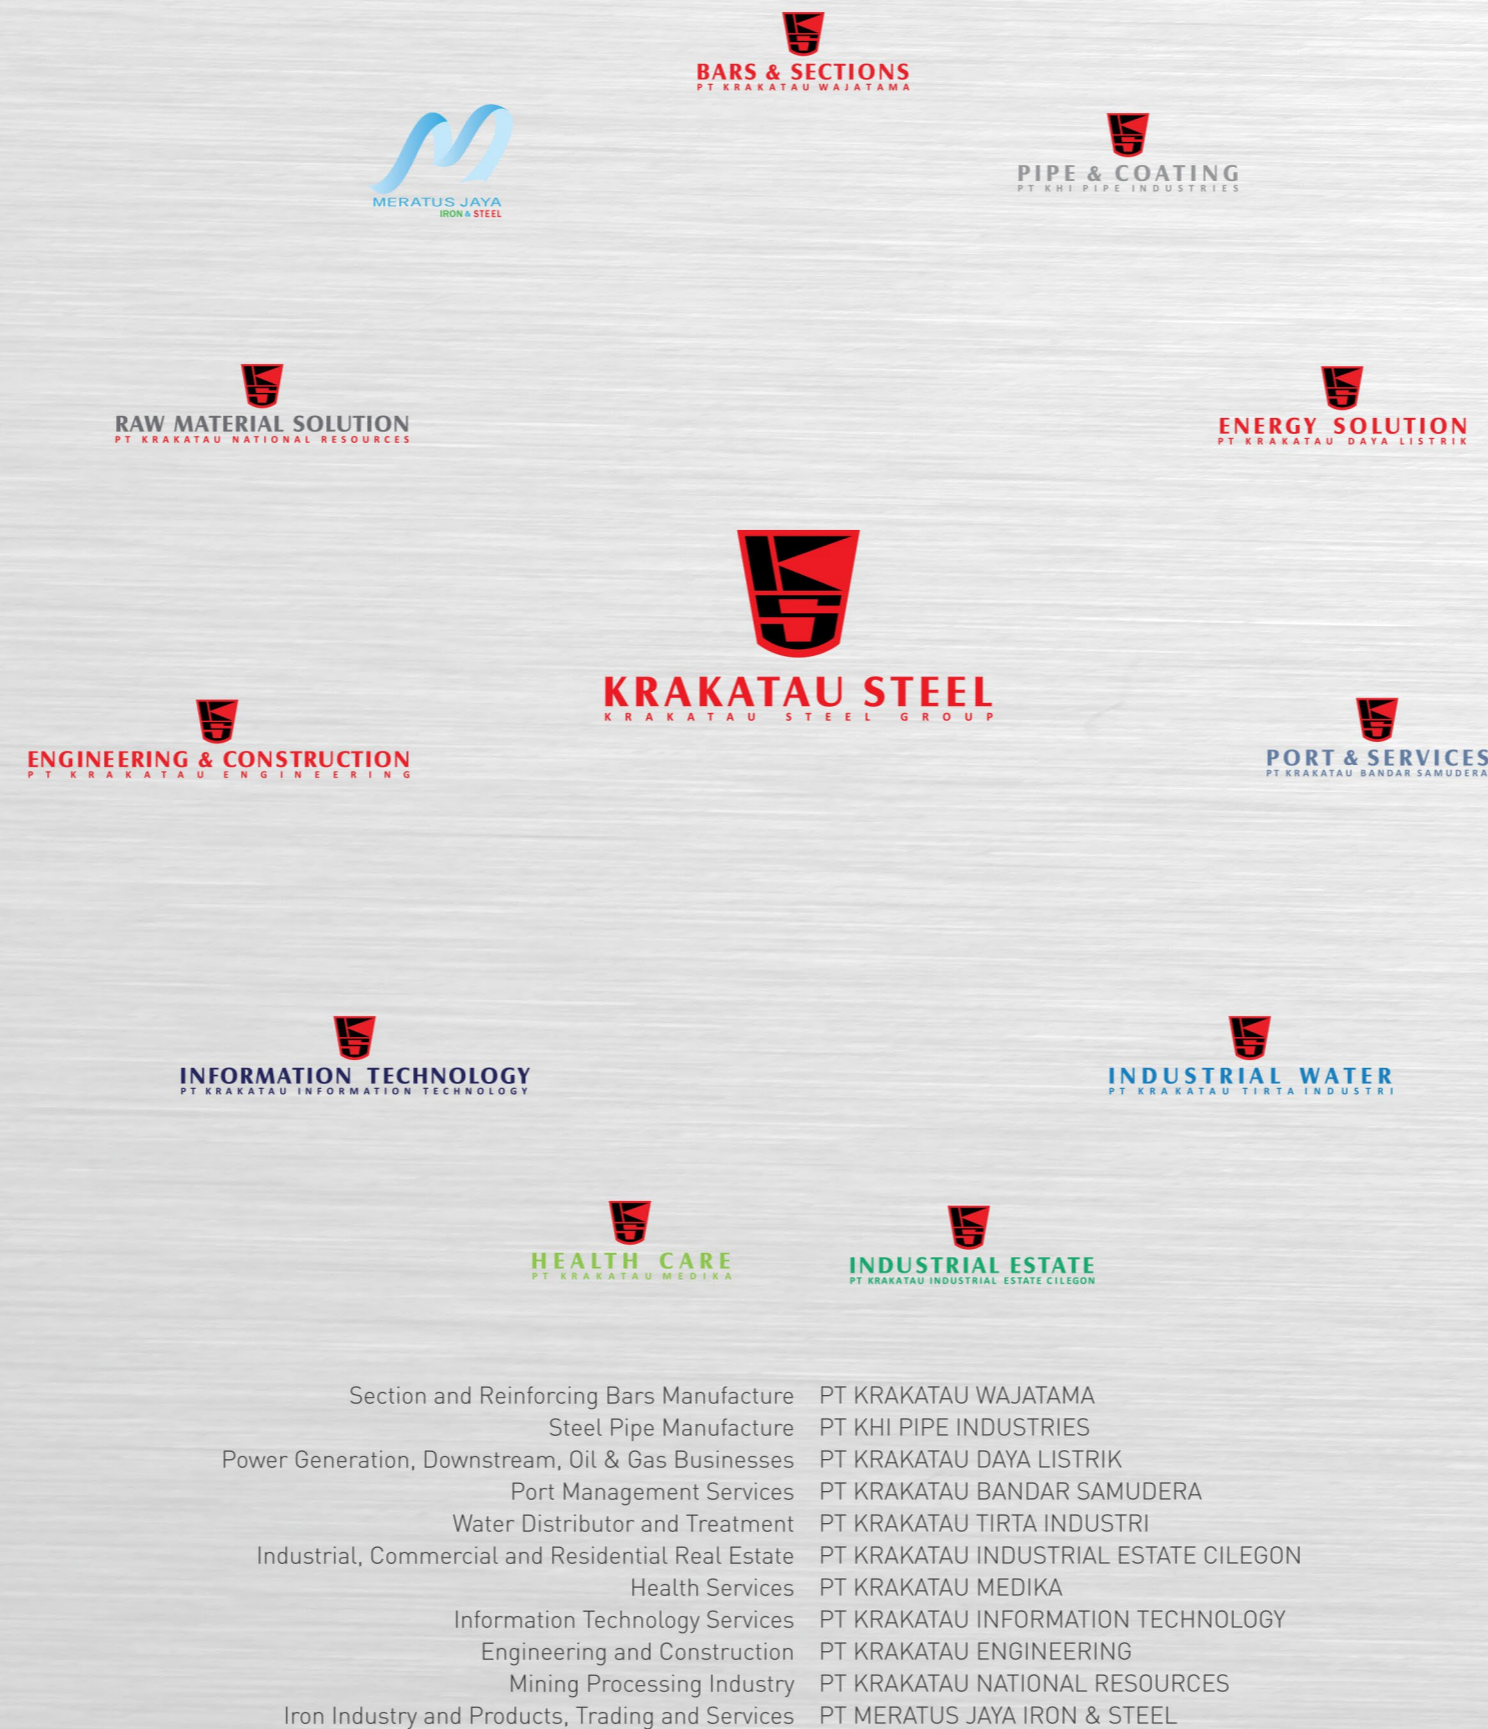 BARS & SECTIONS
PT KRAKATAU WAJATAMA
MERATUS JAYA
IRON & STEEL
PIPE & COATING
PT KHI PIPE INDUSTRIES
RAW MATERIAL SOLUTION
PT KRAKATAU NATIONAL RESOURCES
ENERGY SOLUTION
PT KRAKATAU DAYA LISTRIK
KRAKATAU STEEL
KRAKATAU STEEL GROUP
ENGINEERING & CONSTRUCTION
PT KRAKATAU ENGINEERING
PORT & SERVICES
PT KRAKATAU BANDAR SAMUDERA
INFORMATION TECHNOLOGY
PT KRAKATAU INFORMATION TECHNOLOGY
INDUSTRIAL WATER
PT KRAKATAU TIRTA INDUSTRI
HEALTH CARE
PT KRAKATAU MEDIKA
INDUSTRIAL ESTATE
PT KRAKATAU INDUSTRIAL ESTATE CILEGON
Section and Reinforcing Bars Manufacture PT KRAKATAU WAJATAMA
Steel Pipe Manufacture PT KHI PIPE INDUSTRIES
Power Generation, Downstream, Oil & Gas Businesses PT KRAKATAU DAYA LISTRIK
Port Management Services PT KRAKATAU BANDAR SAMUDERA
Water Distributor and Treatment PT KRAKATAU TIRTA INDUSTRI
Industrial, Commercial and Residential Real Estate PT KRAKATAU INDUSTRIAL ESTATE CILEGON
Health Services PT KRAKATAU MEDIKA
Information Technology Services PT KRAKATAU INFORMATION TECHNOLOGY
Engineering and Construction PT KRAKATAU ENGINEERING
Mining Processing Industry PT KRAKATAU NATIONAL RESOURCES
Iron Industry and Products, Trading and Services PT MERATUS JAYA IRON & STEEL